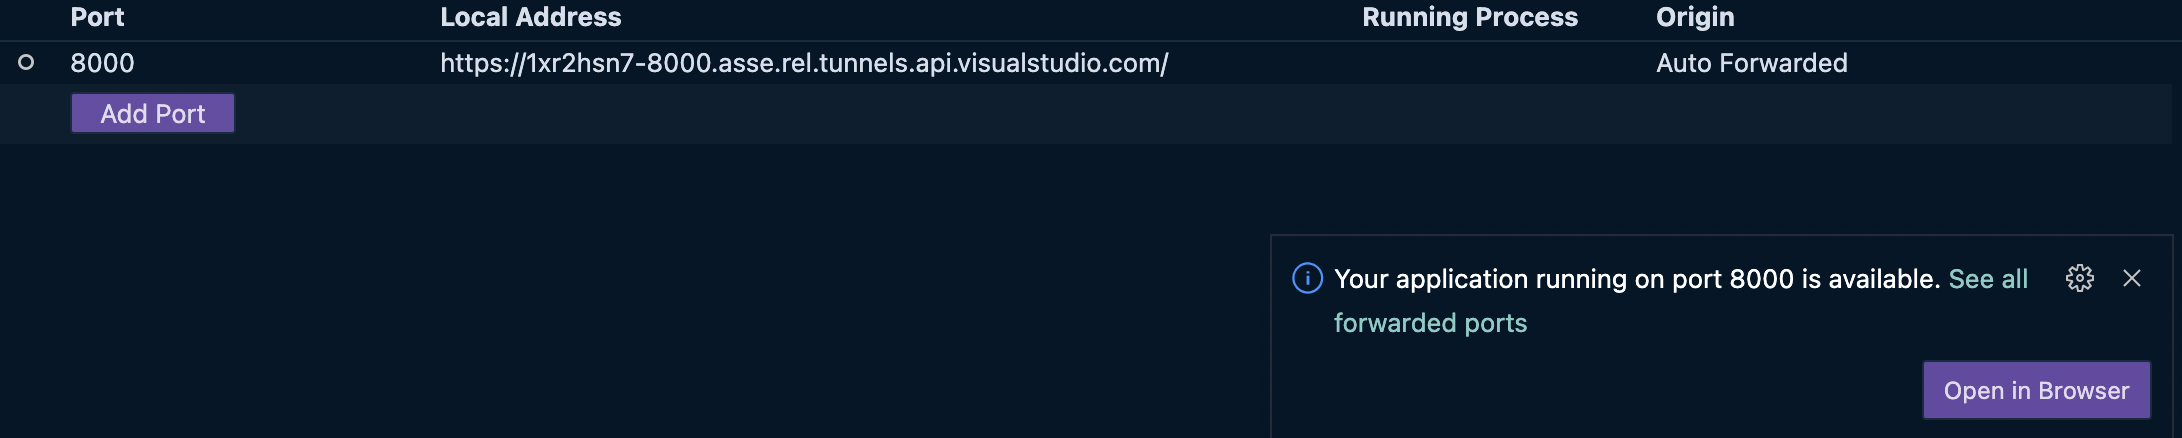 Port Local Address Running Process Origin
8000 https://1xr2hsn7-8000.asse.rel.tunnels.api.visualstudio.com/ Auto Forwarded
Add Port
Your application running on port 8000 is available. See all
forwarded ports
Open in Browser